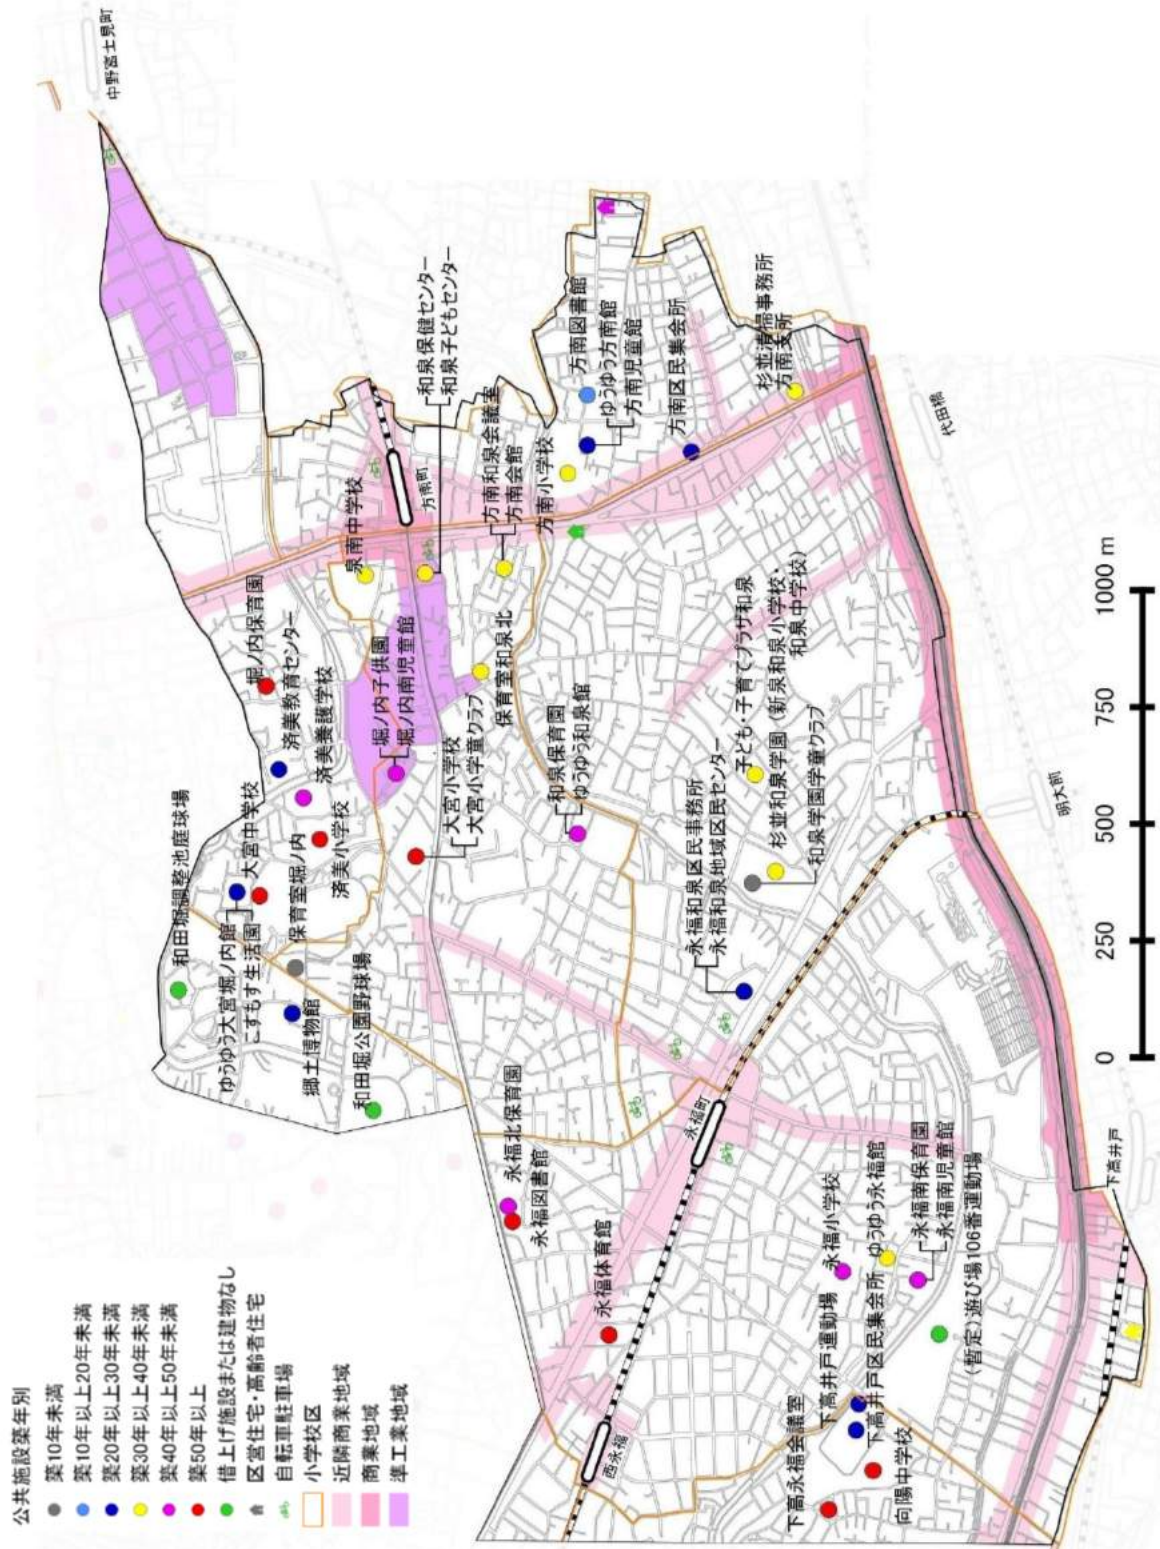 公共施設築年別
築10年未満
築10年以上20年未満
築20年以上30年未満
築30年以上40年未満
築40年以上50年未満
築50年以上
借上げ施設または建物なし
区営住宅・高齢者住宅
自転車駐車場
小学校区
近隣商業地域
商業地域
準工業地域
中野富士見町
和田堀調整池庭球場
ゆうゆう大宮堀ノ内館
こすもす生活園
大宮中学校
郷土博物館
保育室堀ノ内
和田堀公園野球場
済美小学校
済美養護学校
済美教育センター
堀ノ内保育園
泉南中学校
堀ノ内子供園
堀ノ内南児童館
大宮小学校
大宮小学童クラブ
方南町
和泉保健センター
和泉子どもセンター
保育室和泉北
方南和泉会議室
方南会館
方南小学校
方南図書館
ゆうゆう方南館
方南児童館
方南区民集会所
杉並清掃事務所
方南支所
代田橋
和泉保育園
ゆうゆう和泉館
永福和泉区民事務所
永福和泉地域区民センター
子ども・子育てプラザ和泉
杉並和泉学園（新泉和泉小学校・
和泉中学校）
和泉学園学童クラブ
明大前
永福北保育園
永福図書館
永福体育館
永福町
西永福
永福小学校
下高井戸運動場
ゆうゆう永福館
下高井戸区民集会所
下高永福会議室
向陽中学校
永福南保育園
永福南児童館
（暫定）遊び場106番運動場
下高井戸
0
250
500
750
1000 m